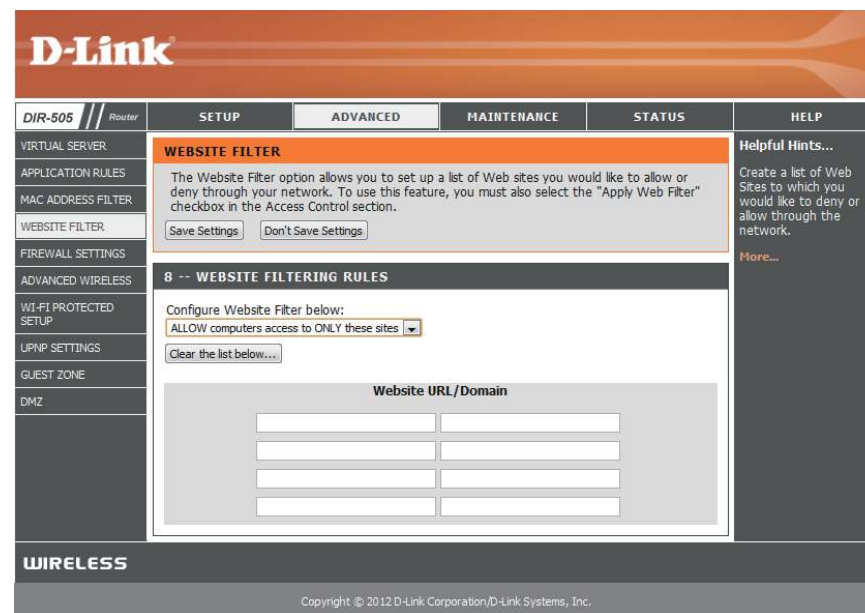 D-Link
DIR-505 // Router
SETUP
ADVANCED
MAINTENANCE
STATUS
HELP
VIRTUAL SERVER
APPLICATION RULES
MAC ADDRESS FILTER
WEBSITE FILTER
FIREWALL SETTINGS
ADVANCED WIRELESS
WI-FI PROTECTED
SETUP
UPNP SETTINGS
GUEST ZONE
DMZ
WEBSITE FILTER
The Website Filter option allows you to set up a list of Web sites you would like to allow or
deny through your network. To use this feature, you must also select the "Apply Web Filter"
checkbox in the Access Control section.
Save Settings
Don't Save Settings
8 -- WEBSITE FILTERING RULES
Configure Website Filter below:
ALLOW computers access to ONLY these sites
Clear the list below...
Website URL/Domain
Helpful Hints...
Create a list of Web
Sites to which you
would like to deny or
allow through the
network.
More...
WIRELESS
Copyright © 2012 D-Link Corporation/D-Link Systems, Inc.